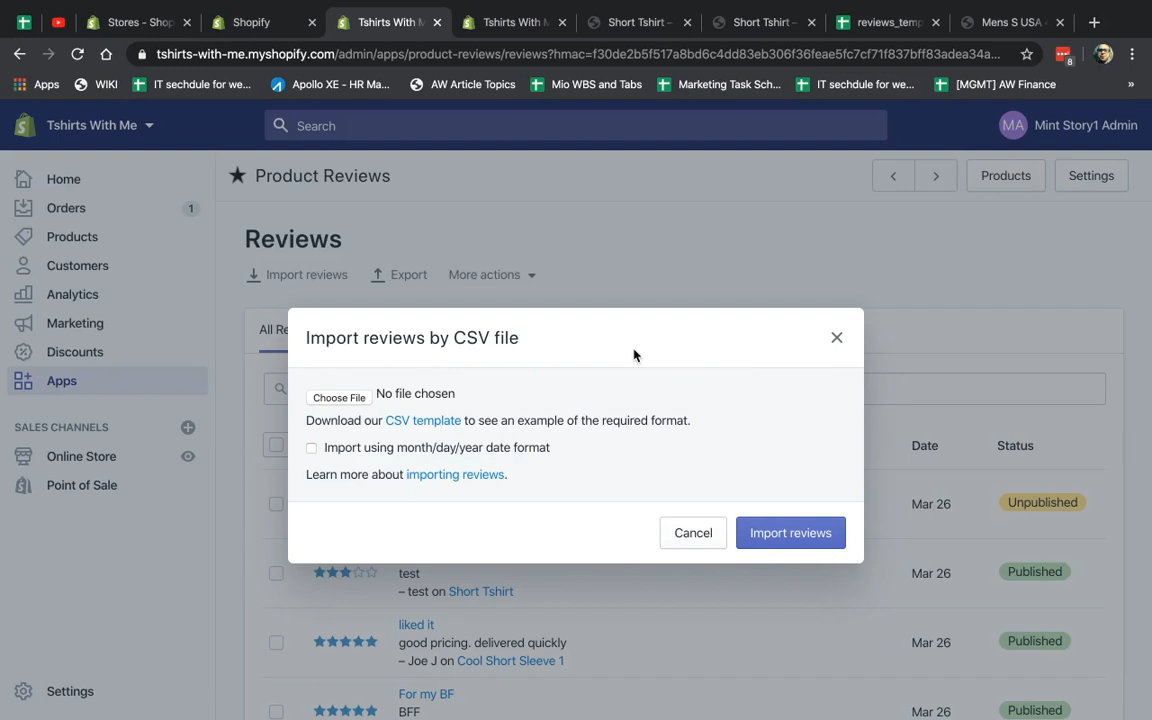 Stores - Shop
Shopify
Tshirts With M
Tshirts With M
Short Tshirt –
Short Tshirt –
reviews_temp
Mens S USA
tshirts-with-me.myshopify.com/admin/apps/product-reviews/reviews?hmac=f30de2b5f517a8bd6c4dd83eb306f36feae5fc7cf71f837bff83adea34a...
8
Apps
WIKI
IT sechdule for we...
Apollo XE - HR Ma...
AW Article Topics
Mio WBS and Tabs
Marketing Task Sch...
IT sechdule for we...
[MGMT] AW Finance
»
Tshirts With Me
Search
MA
Mint Story1 Admin
Home
Orders
1
Products
Customers
Analytics
Marketing
Discounts
Apps
SALES CHANNELS
Online Store
Point of Sale
Settings
Product Reviews
Products
Settings
Reviews
Import reviews
Export
More actions
All Re
Import reviews by CSV file
Choose File No file chosen
Download our CSV template to see an example of the required format.
Import using month/day/year date format
Learn more about importing reviews.
Cancel
Import reviews
Date
Status
Mar 26
Unpublished
test
– test on Short Tshirt
Mar 26
Published
liked it
good pricing. delivered quickly
– Joe J on Cool Short Sleeve 1
Mar 26
Published
For my BF
BFF
Mar 26
Published